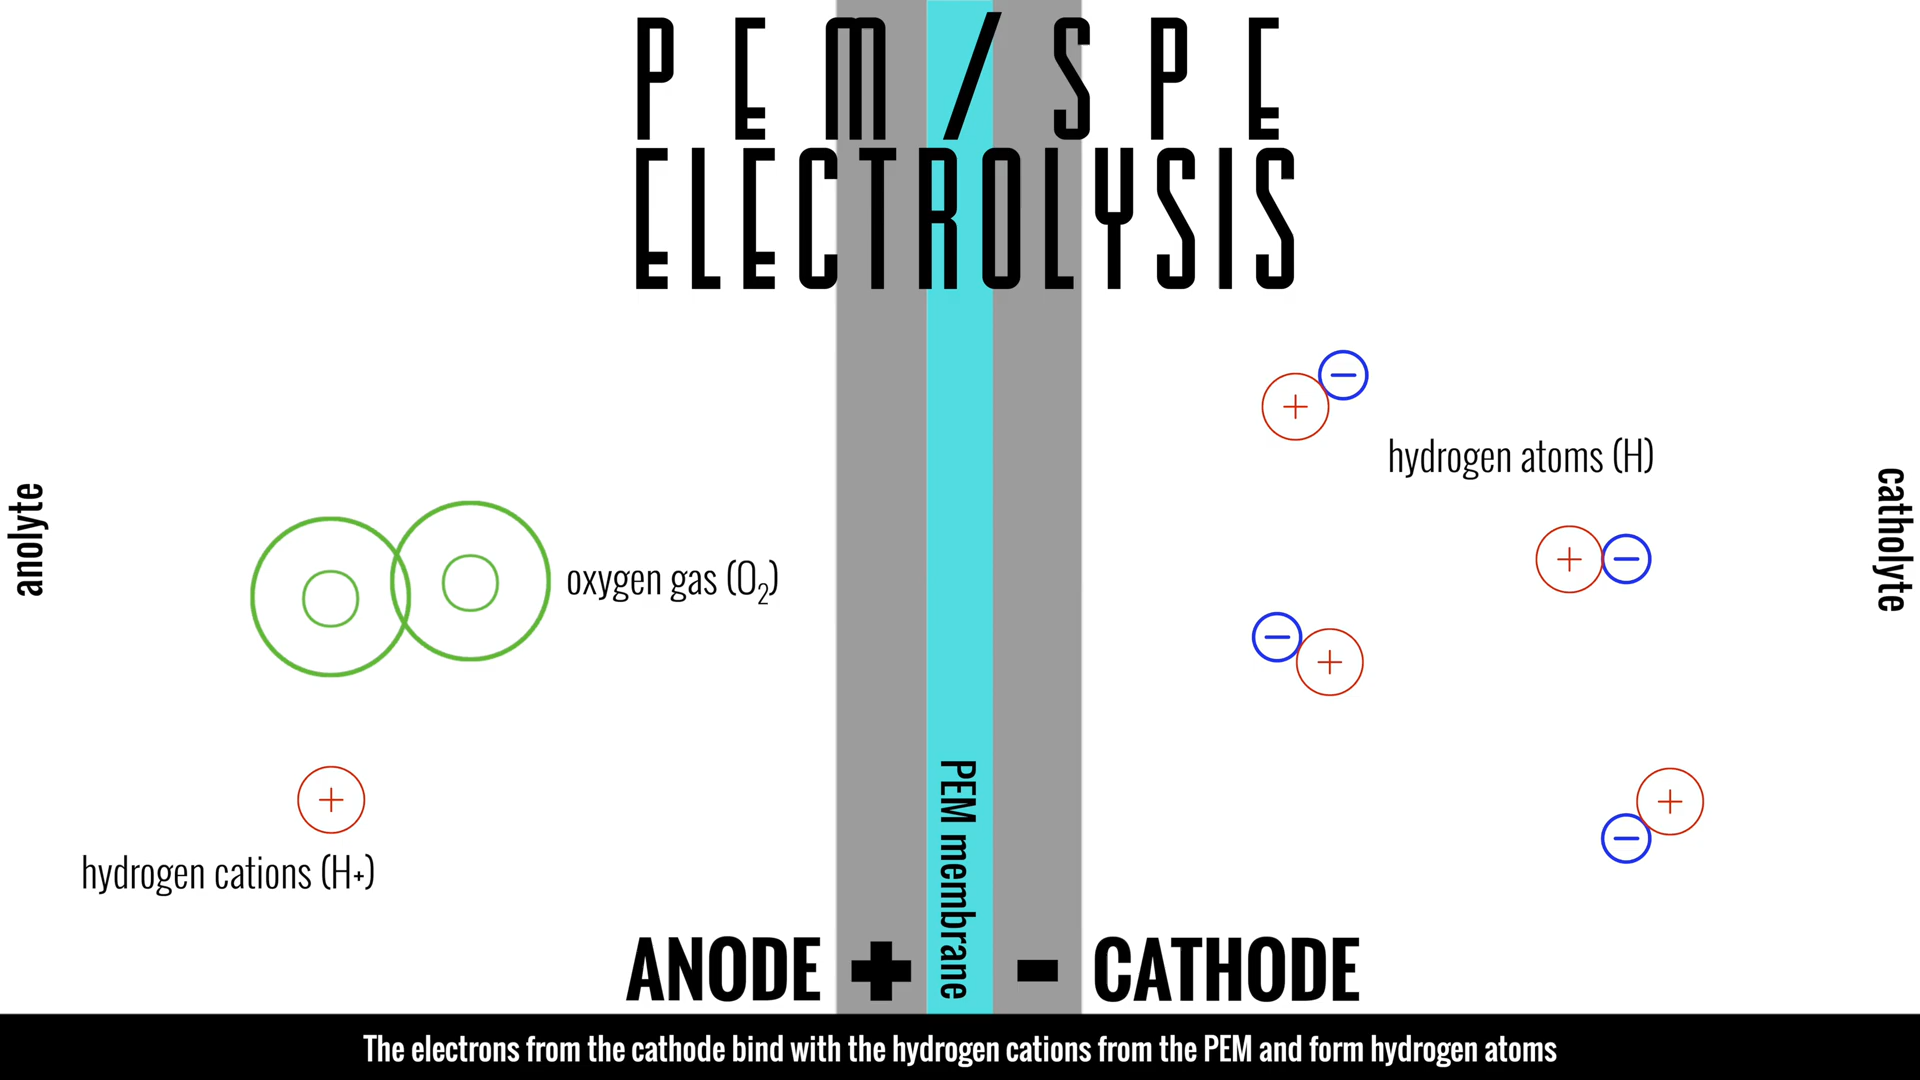 PEM/SPE
ELECTROLYSIS
anolyte
catholyte
hydrogen atoms (H)
oxygen gas (O₂)
hydrogen cations (H+)
PEM membrane
ANODE + - CATHODE
The electrons from the cathode bind with the hydrogen cations from the PEM and form hydrogen atoms